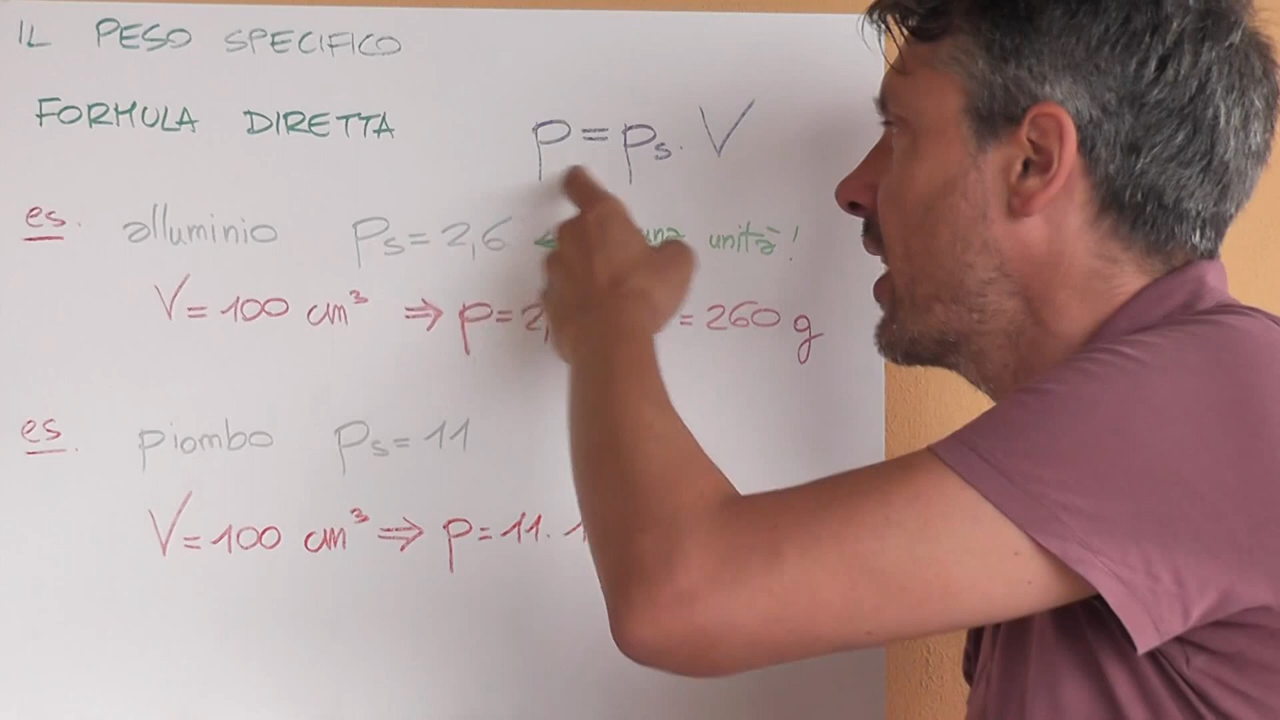 IL PESO SPECIFICO
FORMULA DIRETTA p = ps · V
es. alluminio ps = 2,6 ← unità!
V = 100 cm³ ⇒ p = 2, = 260 g
es. piombo ps = 11
V = 100 cm³ ⇒ p = 11 · 1